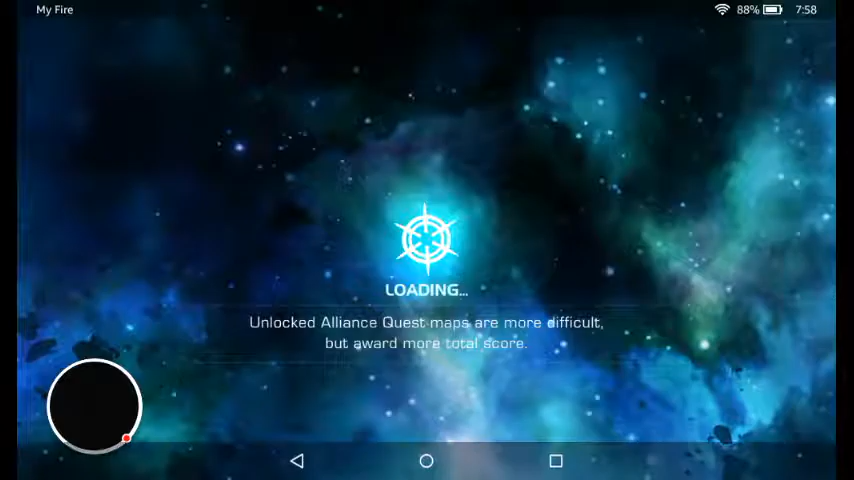 My Fire 88% 7:58
LOADING...
Unlocked Alliance Quest maps are more difficult,
but award more total score.